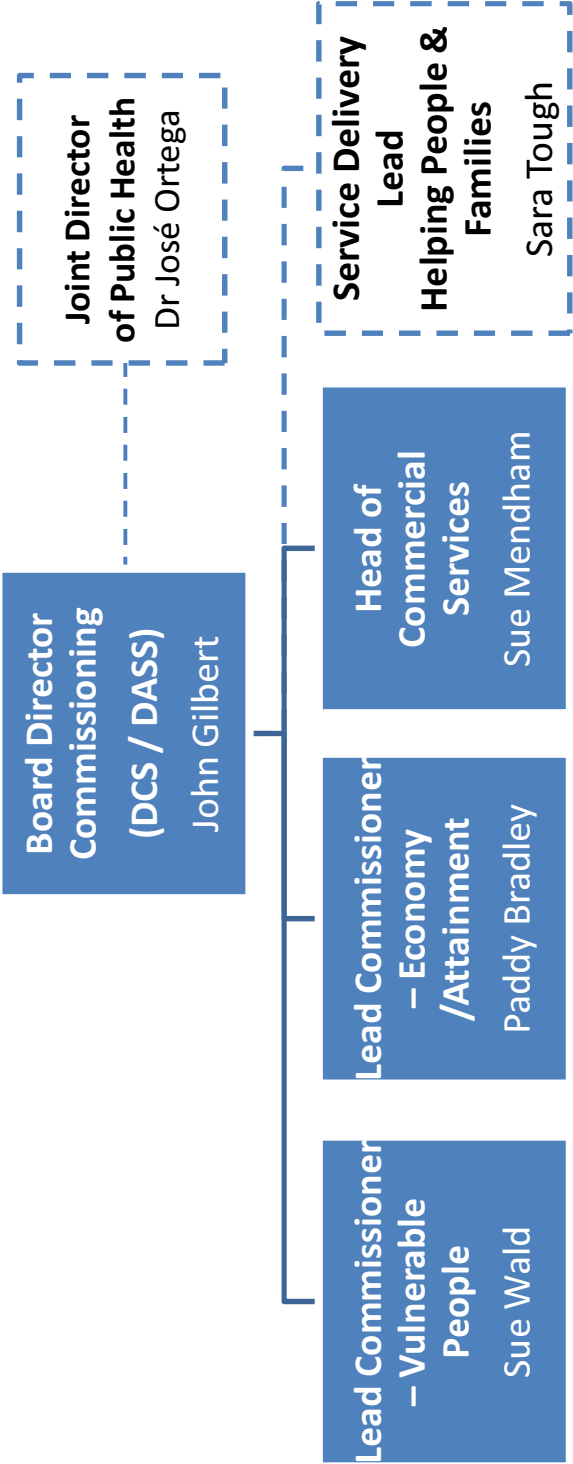 Board Director
Commissioning
(DCS / DASS)
John Gilbert
Joint Director
of Public Health
Dr José Ortega
Lead Commissioner
– Vulnerable
People
Sue Wald
Lead Commissioner
– Economy
/Attainment
Paddy Bradley
Head of
Commercial
Services
Sue Mendham
Service Delivery
Lead
Helping People &
Families
Sara Tough